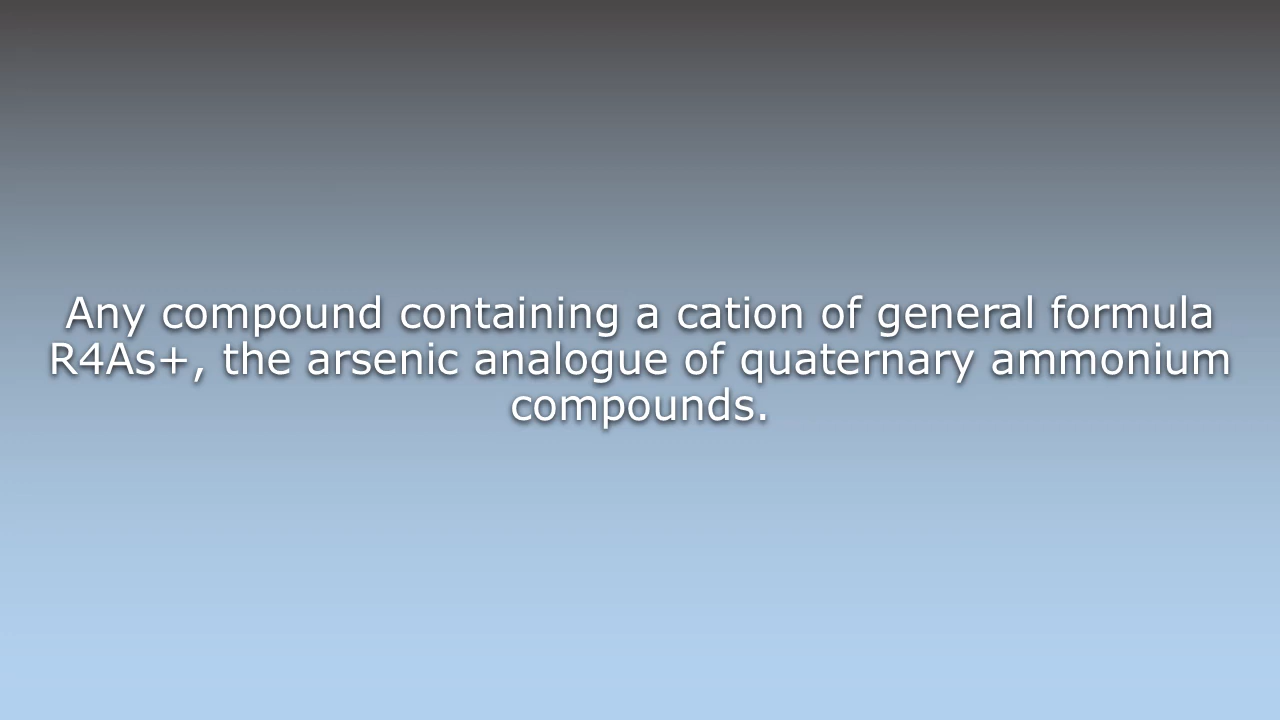 Any compound containing a cation of general formula
R4As+, the arsenic analogue of quaternary ammonium
compounds.